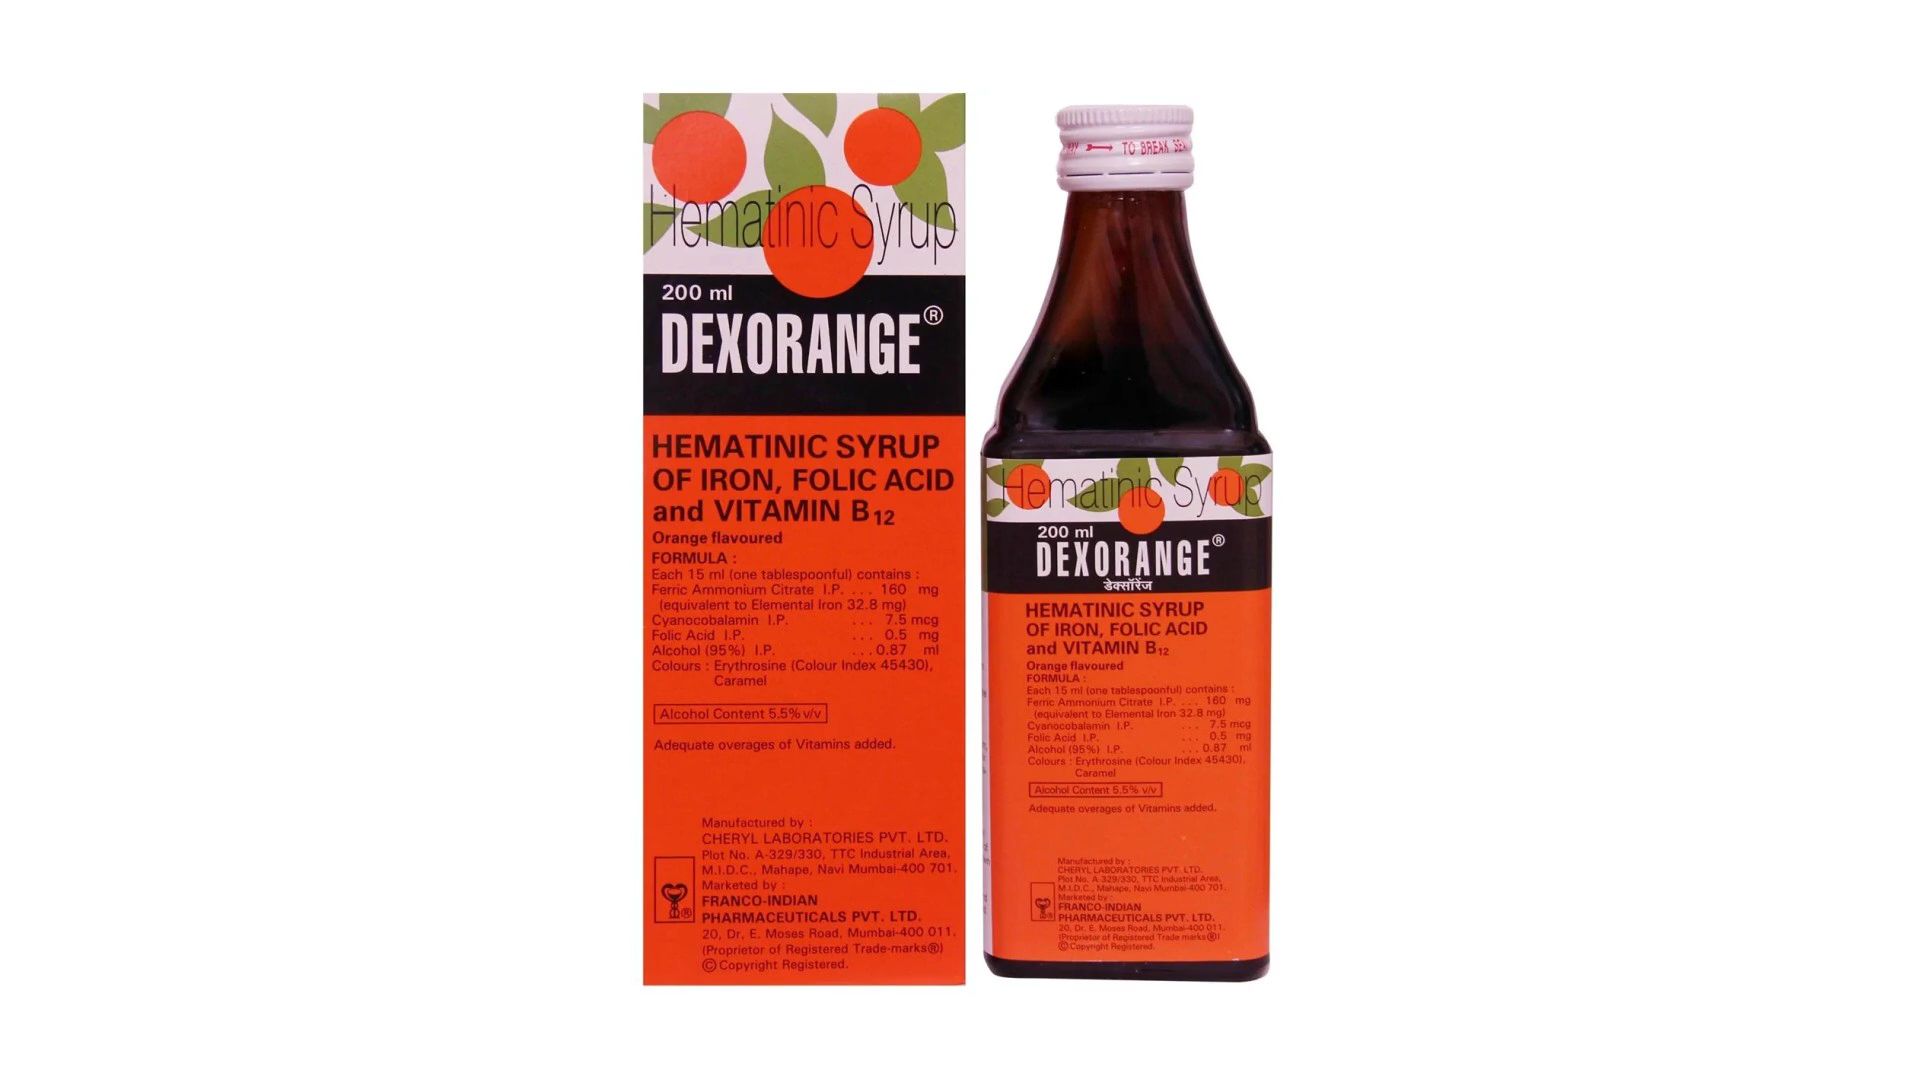 Hematinic Syrup
200 ml
DEXORANGE®
HEMATINIC SYRUP
OF IRON, FOLIC ACID
and VITAMIN B12
Orange flavoured
FORMULA :
Each 15 ml (one tablespoonful) contains :
Ferric Ammonium Citrate I.P. ... 160 mg
(equivalent to Elemental Iron 32.8 mg)
Cyanocobalamin I.P. ... 7.5 mcg
Folic Acid I.P. ... 0.5 mg
Alcohol (95%) I.P. ... 0.87 ml
Colours : Erythrosine (Colour Index 45430),
Caramel
Alcohol Content 5.5% v/v
Adequate overages of Vitamins added.
Manufactured by :
CHERYL LABORATORIES PVT. LTD.
Plot No. A-329/330, TTC Industrial Area,
M.I.D.C., Mahape, Navi Mumbai-400 701.
Marketed by :
FRANCO-INDIAN
PHARMACEUTICALS PVT. LTD.
20, Dr. E. Moses Road, Mumbai-400 011.
(Proprietor of Registered Trade-marks®)
© Copyright Registered.
TO BREAK
Hematinic Syrup
200 ml
DEXORANGE®
डेक्सॉरेंज
HEMATINIC SYRUP
OF IRON, FOLIC ACID
and VITAMIN B12
Orange flavoured
FORMULA :
Each 15 ml (one tablespoonful) contains :
Ferric Ammonium Citrate I.P. ... 160 mg
(equivalent to Elemental Iron 32.8 mg)
Cyanocobalamin I.P. ... 7.5 mcg
Folic Acid I.P. ... 0.5 mg
Alcohol (95%) I.P. ... 0.87 ml
Colours : Erythrosine (Colour Index 45430),
Caramel
Alcohol Content 5.5% v/v
Adequate overages of Vitamins added.
Manufactured by :
CHERYL LABORATORIES PVT. LTD.
Plot No. A-329/330, TTC Industrial Area,
M.I.D.C., Mahape, Navi Mumbai-400 701.
Marketed by :
FRANCO-INDIAN
PHARMACEUTICALS PVT. LTD.
20, Dr. E. Moses Road, Mumbai-400 011.
(Proprietor of Registered Trade marks®)
© Copyright Registered.